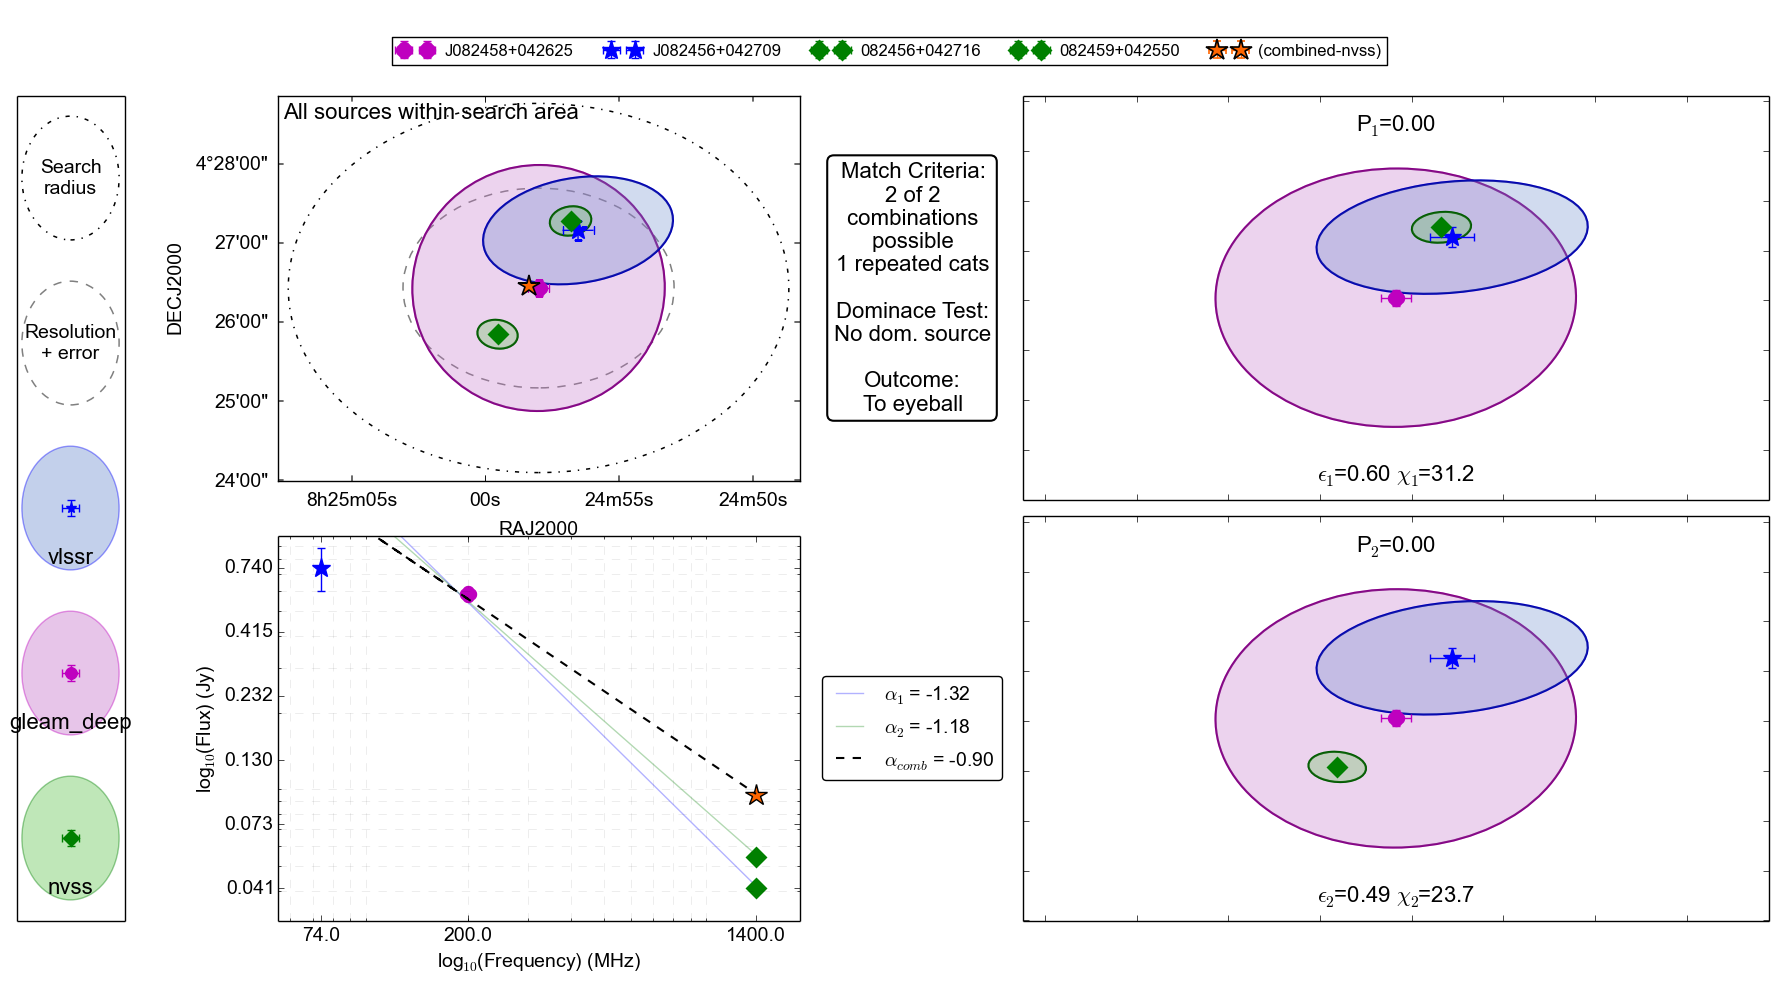 J082458+042625 J082456+042709 082456+042716 082459+042550 (combined-nvss)
Search
radius
Resolution
+ error
vlssr
gleam_deep
nvss
All sources within search area
DECJ2000
4°28'00"
27'00"
26'00"
25'00"
24'00"
8h25m05s 00s 24m55s 24m50s
RAJ2000
Match Criteria:
2 of 2
combinations
possible
1 repeated cats
Dominace Test:
No dom. source
Outcome:
To eyeball
P1=0.00
ϵ1=0.60 χ1=31.2
log10(Flux) (Jy)
0.740
0.415
0.232
0.130
0.073
0.041
74.0 200.0 1400.0
log10(Frequency) (MHz)
α1 = -1.32
α2 = -1.18
αcomb = -0.90
P2=0.00
ϵ2=0.49 χ2=23.7